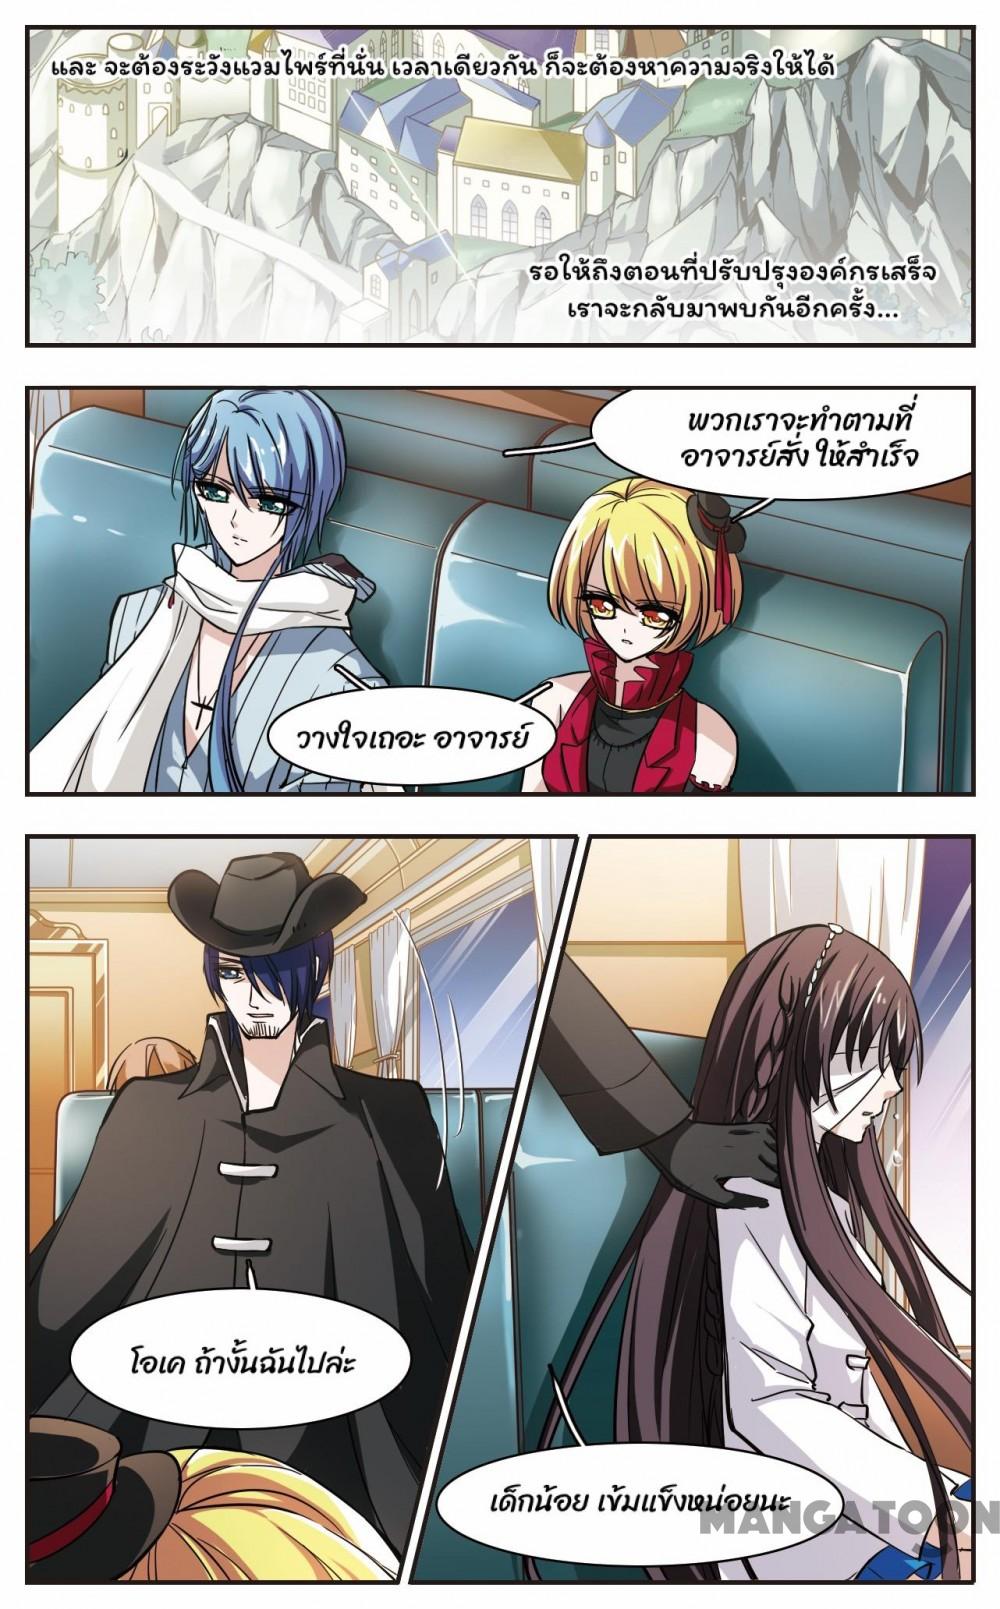 และ จะต้องระวังแวมไพร์ที่นั่น เวลาเดียวกัน ก็จะต้องหาความจริงให้ได้
รอให้ถึงตอนที่ปรับปรุงองค์กรเสร็จ
เราจะกลับมาพบกันอีกครั้ง...
พวกเราจะทำตามที่
อาจารย์สั่ง ให้สำเร็จ
วางใจเถอะ อาจารย์
โอเค ถ้างั้นฉันไปล่ะ
เด็กน้อย เข้มแข็งหน่อยนะ
MANGATOON